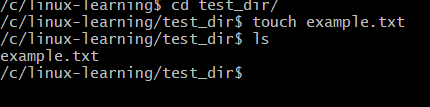 /c/linux-learning$ cd test_dir/
/c/linux-learning/test_dir$ touch example.txt
/c/linux-learning/test_dir$ ls
example.txt
/c/linux-learning/test_dir$